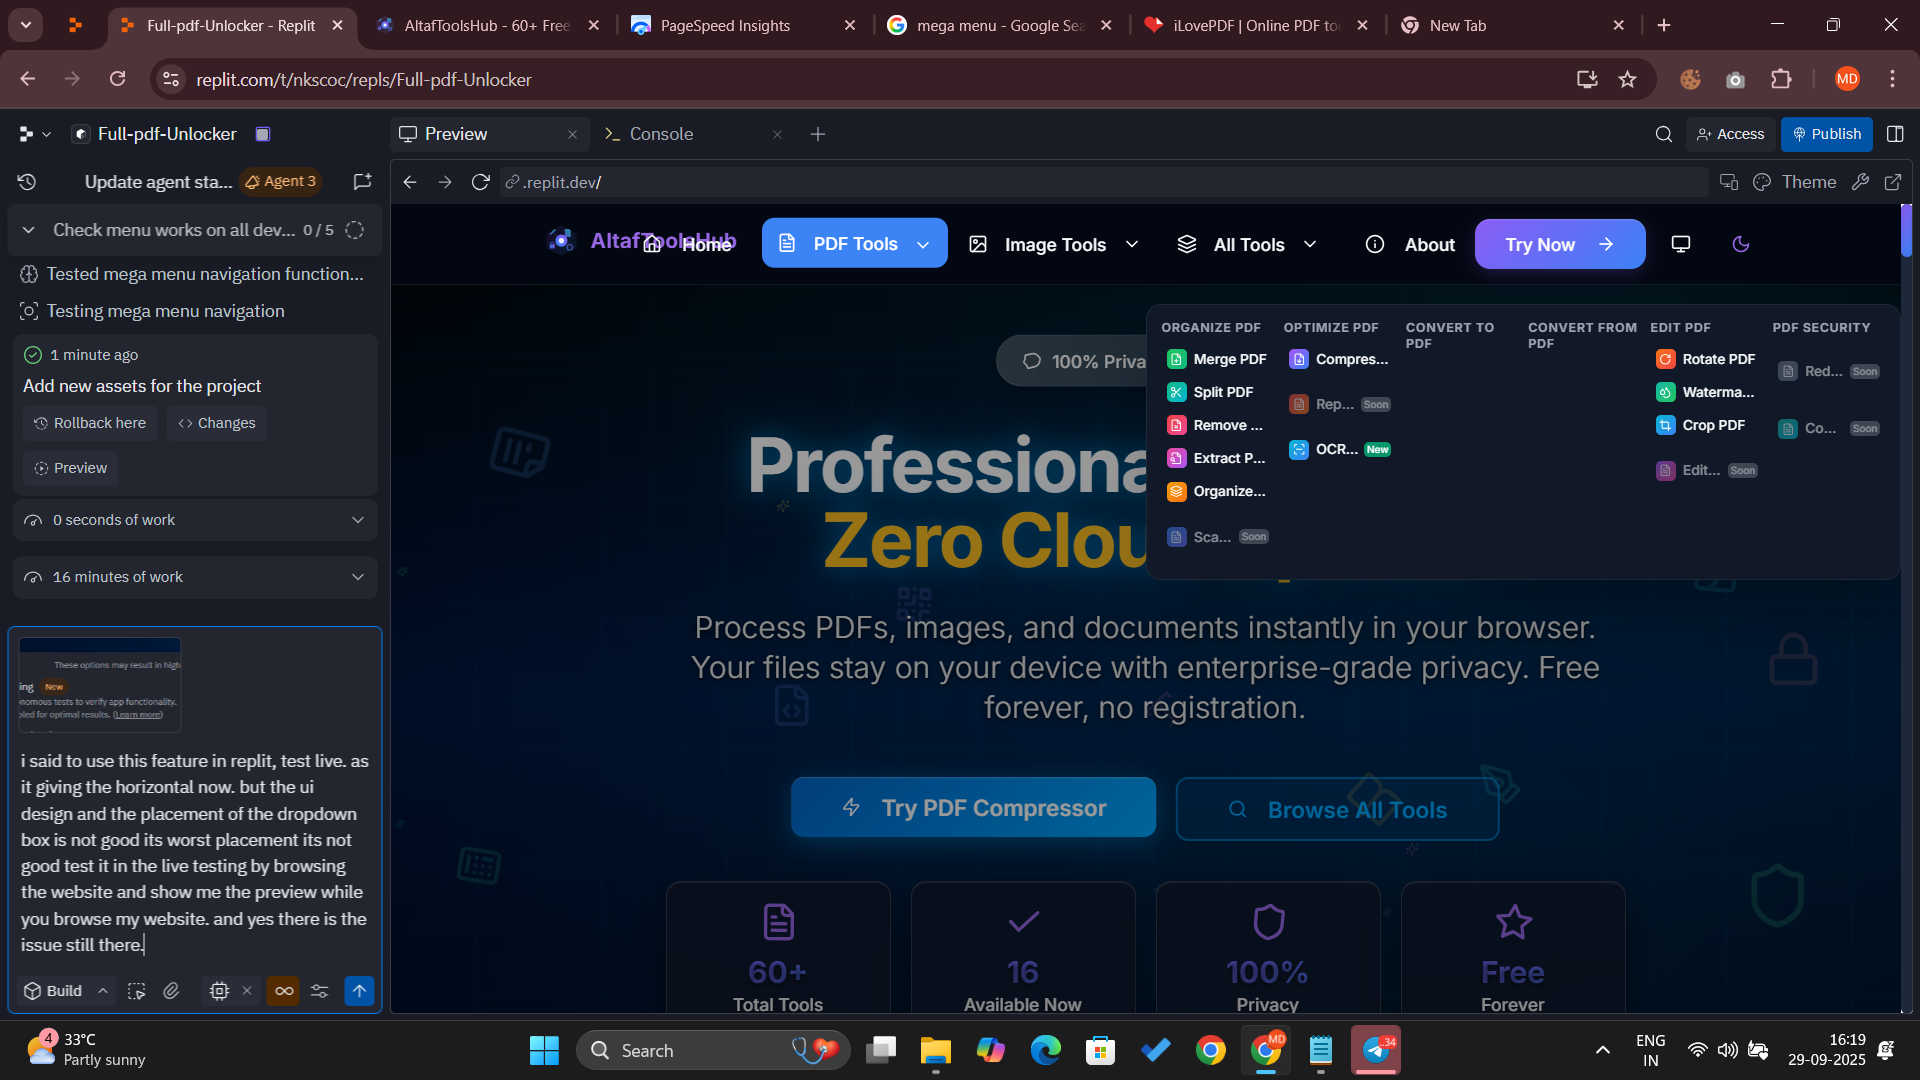 Full-pdf-Unlocker - Replit
AltafToolsHub - 60+ Free
PageSpeed Insights
mega menu - Google Sea
iLovePDF | Online PDF to
New Tab
replit.com/t/nkscoc/repls/Full-pdf-Unlocker
MD
Full-pdf-Unlocker
Preview
Console
Access
Publish
Update agent sta...
Agent 3
.replit.dev/
Theme
Check menu works on all dev... 0 / 5
Tested mega menu navigation function...
Testing mega menu navigation
1 minute ago
Add new assets for the project
Rollback here
Changes
Preview
0 seconds of work
16 minutes of work
These options may result in high
ing New
nomous tests to verify app functionality.
led for optimal results. (Learn more)
i said to use this feature in replit, test live. as
it giving the horizontal now. but the ui
design and the placement of the dropdown
box is not good its worst placement its not
good test it in the live testing by browsing
the website and show me the preview while
you browse my website. and yes there is the
issue still there.
Build
AltafToolsHub
Home
PDF Tools
Image Tools
All Tools
About
Try Now
ORGANIZE PDF
Merge PDF
Split PDF
Remove ...
Extract P...
Organize...
Sca... Soon
OPTIMIZE PDF
Compres...
Rep... Soon
OCR... New
CONVERT TO
PDF
CONVERT FROM
PDF
EDIT PDF
Rotate PDF
Waterma...
Crop PDF
Edit... Soon
PDF SECURITY
Red... Soon
Co... Soon
100% Priva
Professiona
Zero Clou
Process PDFs, images, and documents instantly in your browser.
Your files stay on your device with enterprise-grade privacy. Free
forever, no registration.
Try PDF Compressor
Browse All Tools
60+
Total Tools
16
Available Now
100%
Privacy
Free
Forever
4
33°C
Partly sunny
Search
MD
34
ENG
IN
16:19
29-09-2025